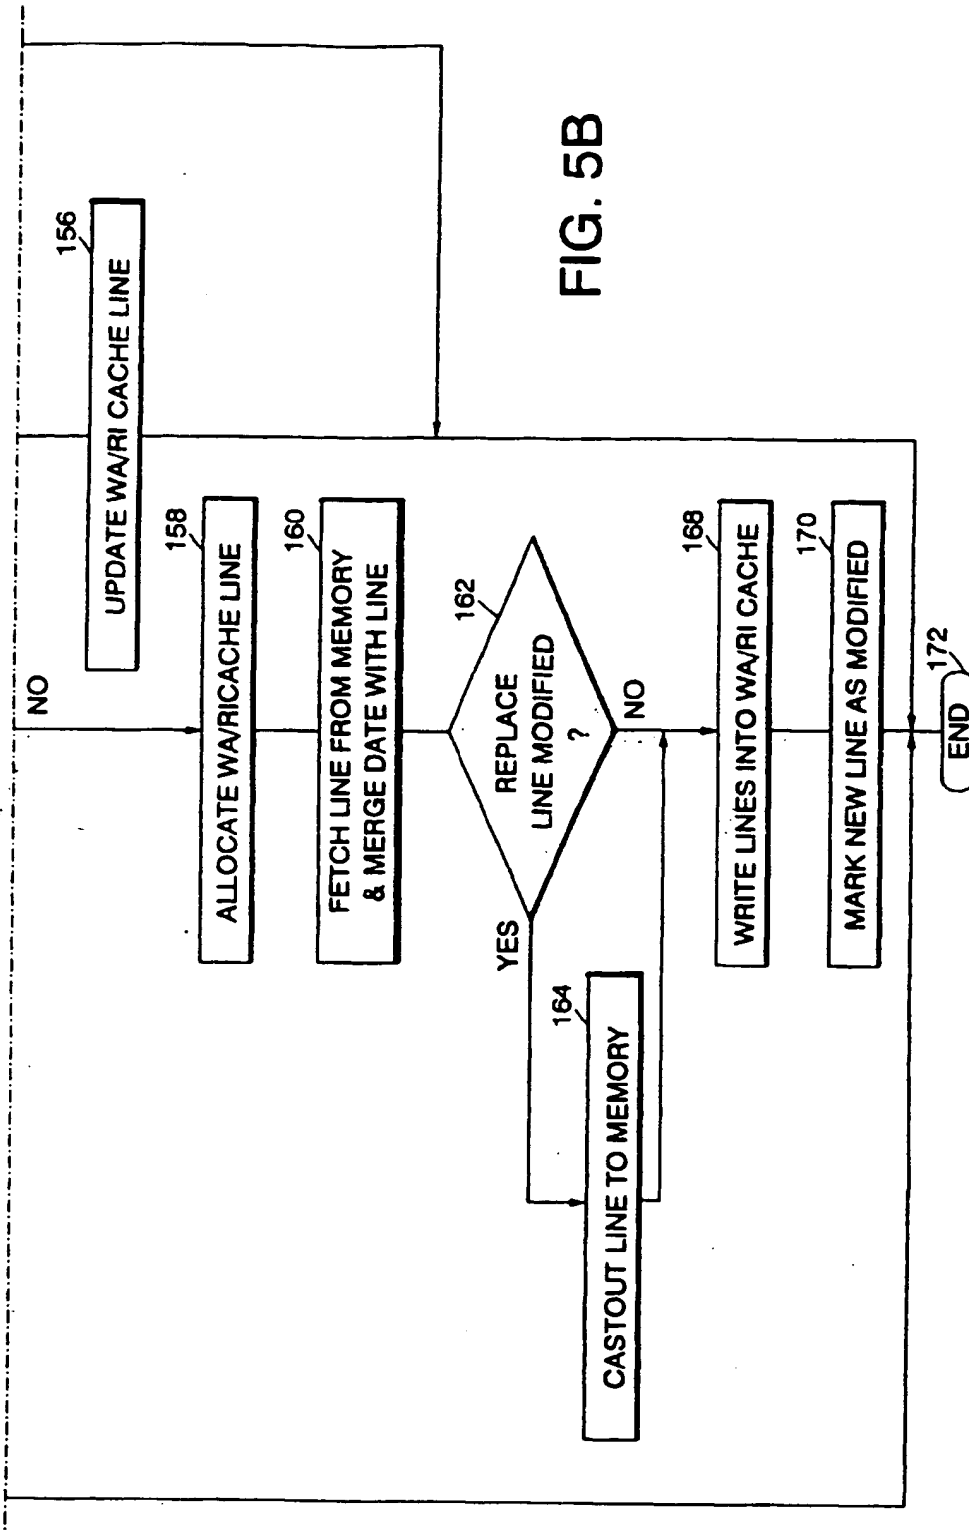 NO
156
UPDATE WA/RI CACHE LINE
158
ALLOCATE WA/RICACHE LINE
160
FETCH LINE FROM MEMORY
& MERGE DATE WITH LINE
162
REPLACE
LINE MODIFIED
?
YES
NO
164
CASTOUT LINE TO MEMORY
168
WRITE LINES INTO WA/RI CACHE
170
MARK NEW LINE AS MODIFIED
172
END
FIG. 5B